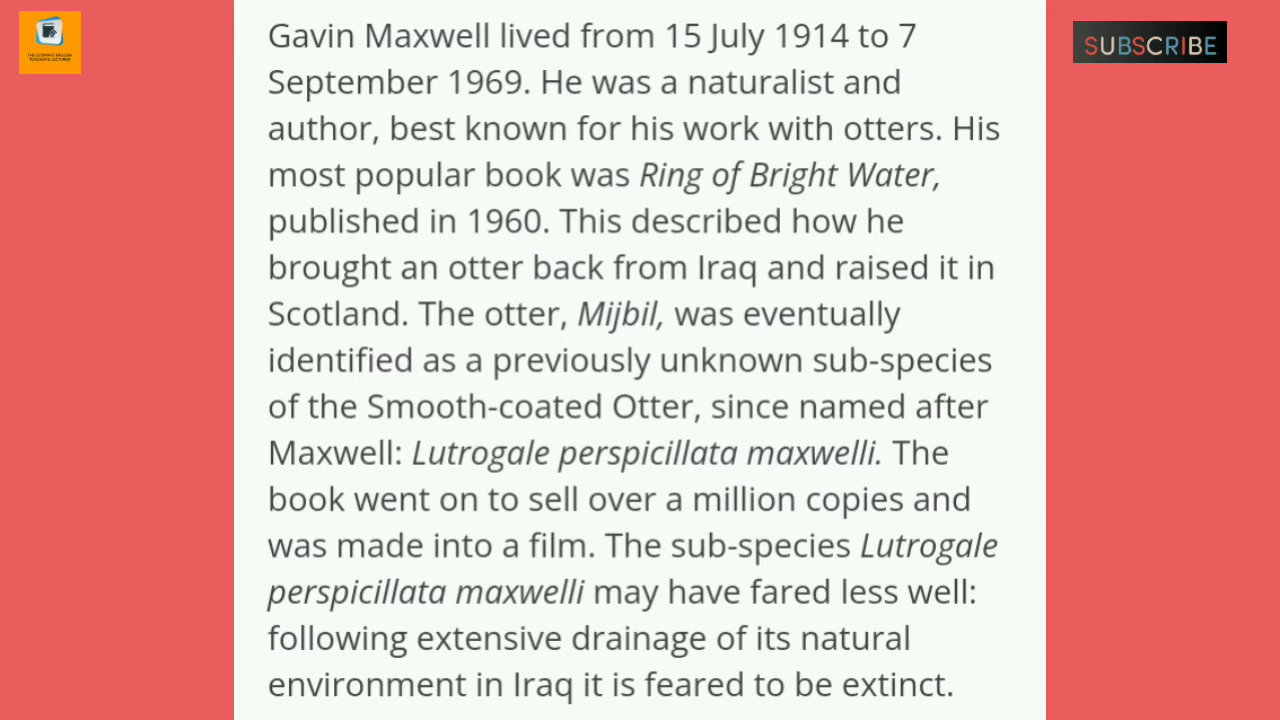 Gavin Maxwell lived from 15 July 1914 to 7
September 1969. He was a naturalist and
author, best known for his work with otters. His
most popular book was Ring of Bright Water,
published in 1960. This described how he
brought an otter back from Iraq and raised it in
Scotland. The otter, Mijbil, was eventually
identified as a previously unknown sub-species
of the Smooth-coated Otter, since named after
Maxwell: Lutrogale perspicillata maxwelli. The
book went on to sell over a million copies and
was made into a film. The sub-species Lutrogale
perspicillata maxwelli may have fared less well:
following extensive drainage of its natural
environment in Iraq it is feared to be extinct.
THE ULTIMATE ENGLISH
TEACHER & LECTURER
SUBSCRIBE